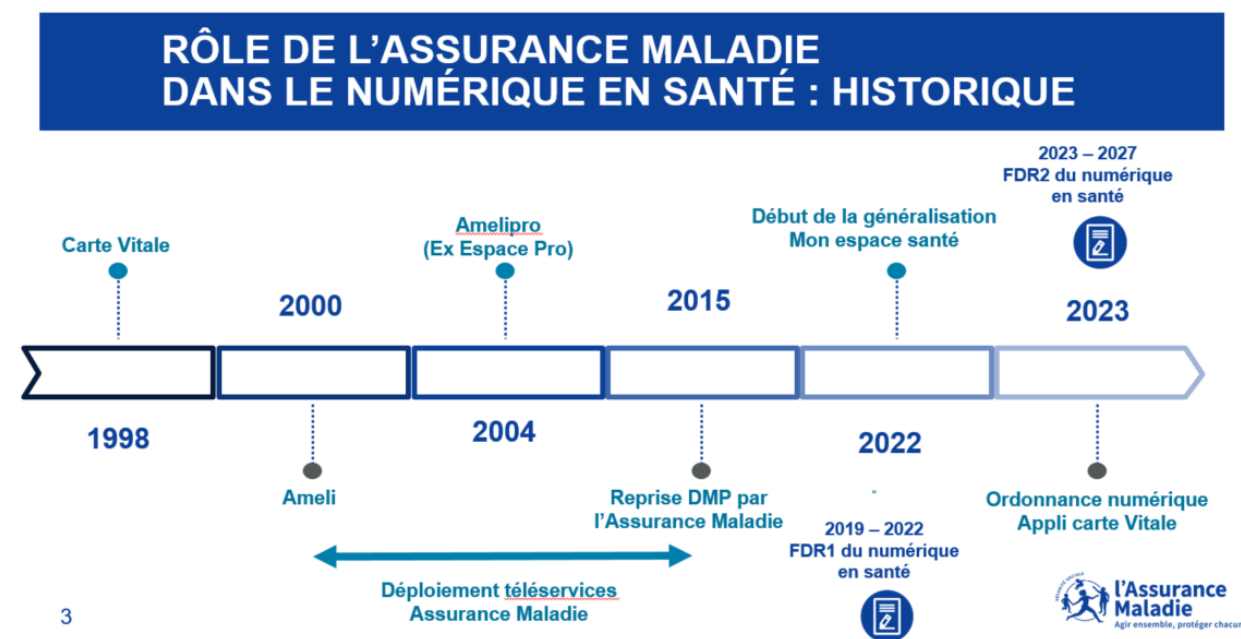 RÔLE DE L'ASSURANCE MALADIE
DANS LE NUMÉRIQUE EN SANTÉ : HISTORIQUE
2023 – 2027
FDR2 du numérique
en santé
Début de la généralisation
Mon espace santé
Amelipro
(Ex Espace Pro)
Carte Vitale
2000
2015
2023
1998
2004
2022
Ameli
Reprise DMP par
l'Assurance Maladie
Ordonnance numérique
Appli carte Vitale
2019 – 2022
FDR1 du numérique
en santé
Déploiement téléservices
Assurance Maladie
3
SÉCURITÉ SOCIALE
l'Assurance
Maladie
Agir ensemble, protéger chacun